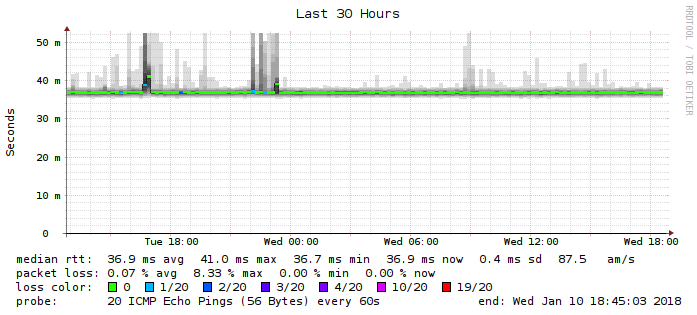 Last 30 Hours
RRDTOOL / TOBI OETIKER
Seconds
50 m
40 m
30 m
20 m
10 m
0
Tue 18:00 Wed 00:00 Wed 06:00 Wed 12:00 Wed 18:00
median rtt: 36.9 ms avg 41.0 ms max 36.7 ms min 36.9 ms now 0.4 ms sd 87.5 am/s
packet loss: 0.07 % avg 8.33 % max 0.00 % min 0.00 % now
loss color: 0 1/20 2/20 3/20 4/20 10/20 19/20
probe: 20 ICMP Echo Pings (56 Bytes) every 60s end: Wed Jan 10 18:45:03 2018